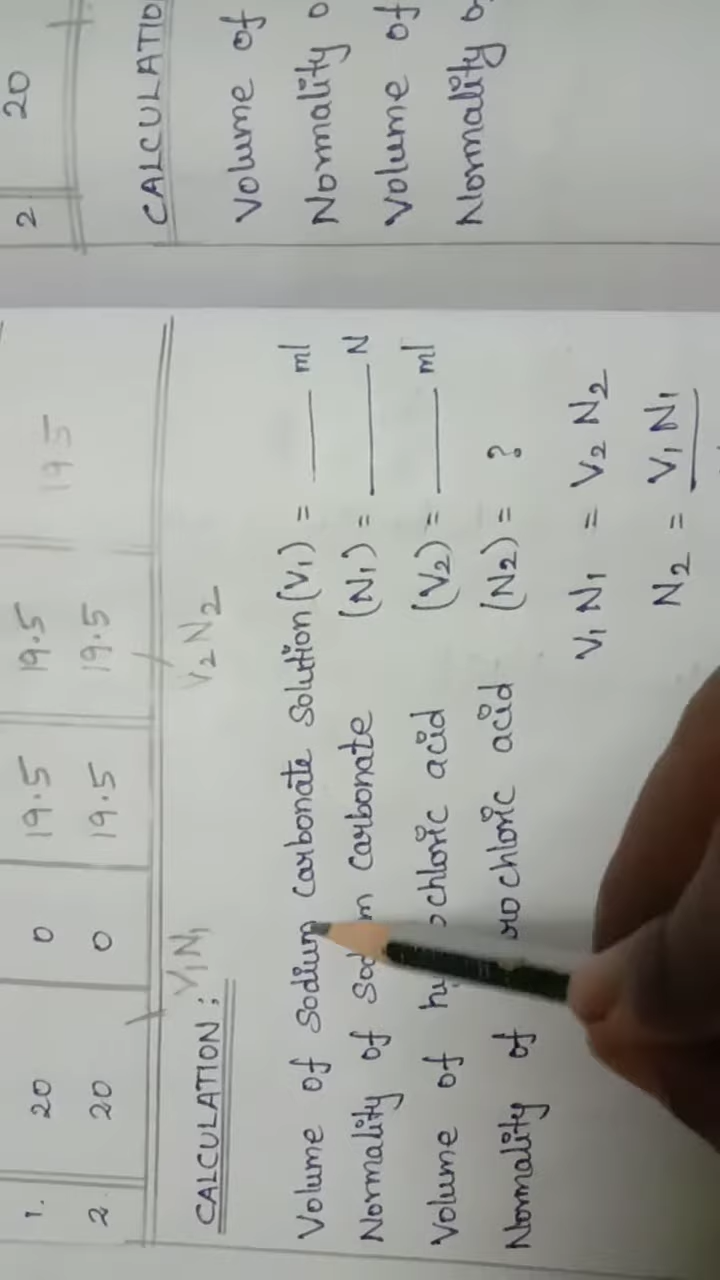 1. 20 0 19.5 19.5 19.5
2. 20 0 19.5 19.5
V₁N₁ V₂N₂
CALCULATION :
Volume of Sodium Carbonate Solution (V₁) = ____ ml
Normality of Sod m Carbonate (N₁) = ____ N
Volume of hy ochloric acid (V₂) = ____ ml
Normality of rochloric acid (N₂) = ?
V₁ N₁ = V₂ N₂
N₂ = V₁ N₁
2 20
CALCULATIO
Volume of
Normality o
Volume of
Normality of